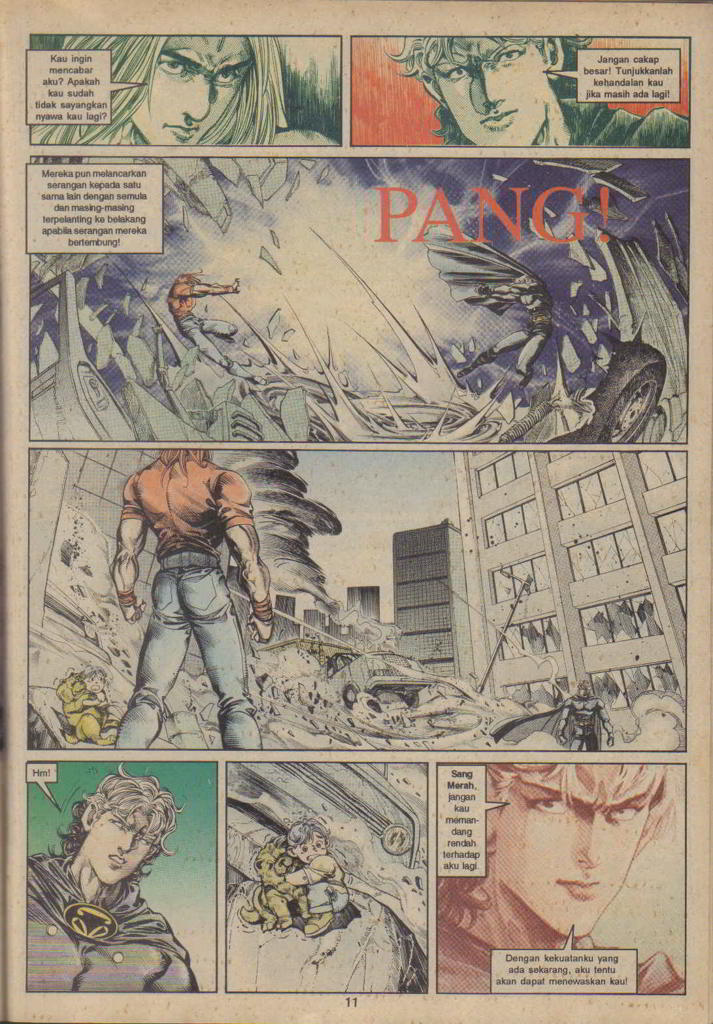 Kau ingin
mencabar
aku? Apakah
kau sudah
tidak sayangkan
nyawa kau lagi?
Jangan cakap
besar! Tunjukkanlah
kehandalan kau
jika masih ada lagi!
Mereka pun melancarkan
serangan kepada satu
sama lain dengan semula
dan masing-masing
terpelanting ke belakang
apabila serangan mereka
bertembung!
PANG!
Hm!
Sang
Merah,
jangan
kau
meman-
dang
rendah
terhadap
aku lagi.
Dengan kekuatanku yang
ada sekarang, aku tentu
akan dapat menewaskan kau!
11